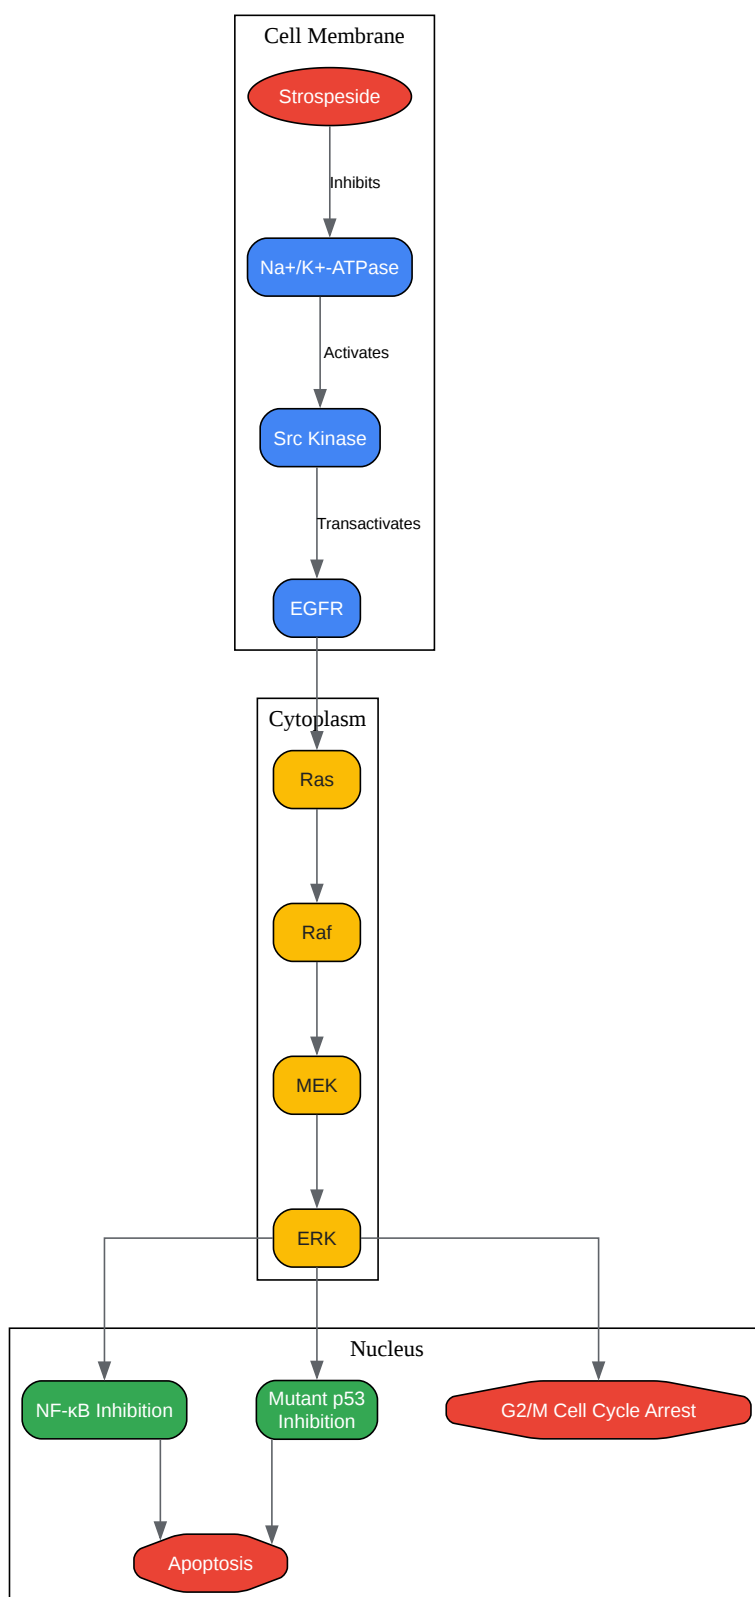 Cell Membrane
Strospeside
Inhibits
Na+/K+-ATPase
Activates
Src Kinase
Transactivates
EGFR
Cytoplasm
Ras
Raf
MEK
ERK
Nucleus
NF-κB Inhibition
Mutant p53
Inhibition
G2/M Cell Cycle Arrest
Apoptosis